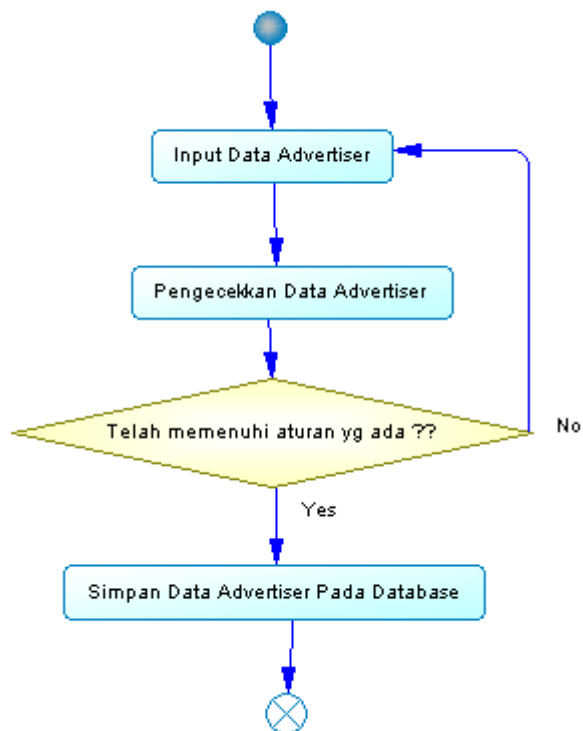 Input Data Advertiser
Pengecekkan Data Advertiser
Telah memenuhi aturan yg ada ??
No
Yes
Simpan Data Advertiser Pada Database